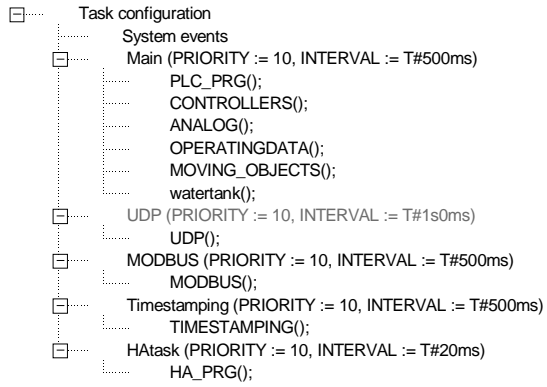 Task configuration
System events
Main (PRIORITY := 10, INTERVAL := T#500ms)
PLC_PRG();
CONTROLLERS();
ANALOG();
OPERATINGDATA();
MOVING_OBJECTS();
watertank();
UDP (PRIORITY := 10, INTERVAL := T#1s0ms)
UDP();
MODBUS (PRIORITY := 10, INTERVAL := T#500ms)
MODBUS();
Timestamping (PRIORITY := 10, INTERVAL := T#500ms)
TIMESTAMPING();
HAtask (PRIORITY := 10, INTERVAL := T#20ms)
HA_PRG();